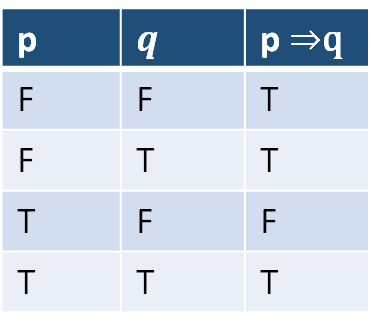 p q p ⇒q
F F T
F T T
T F F
T T T